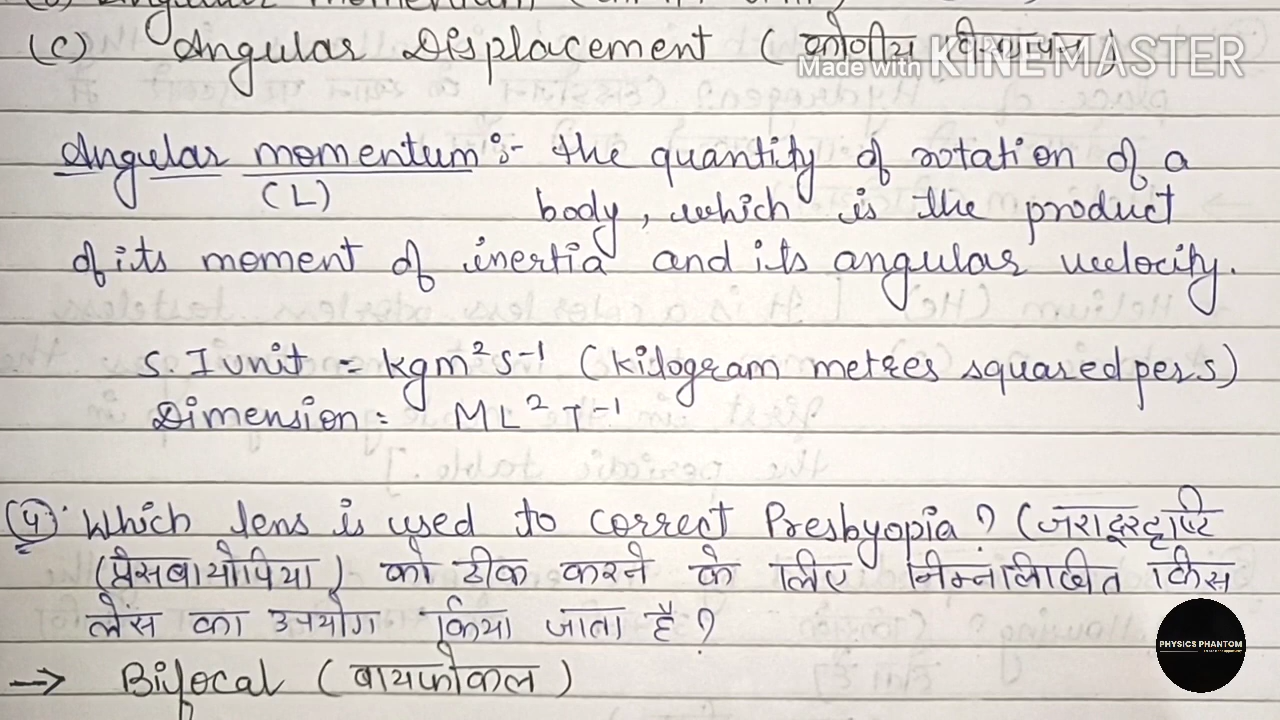 (C) Angular Displacement (कोणीय विस्थापन)
Made with KINEMASTER
Angular momentum :- the quantity of rotation of a
(L) body, which is the product
of its moment of inertia and its angular velocity.
S.I unit = kgm² s⁻¹ (kilogram metres squared per s)
Dimension = ML² T⁻¹
(4) Which lens is used to correct Presbyopia? (जरादूरदृष्टि
(प्रेसबायोपिया) को ठीक करने के लिए निम्नलिखित किस
लेंस का उपयोग किया जाता है?
PHYSICS PHANTOM
→ Bifocal (बायफोकल)